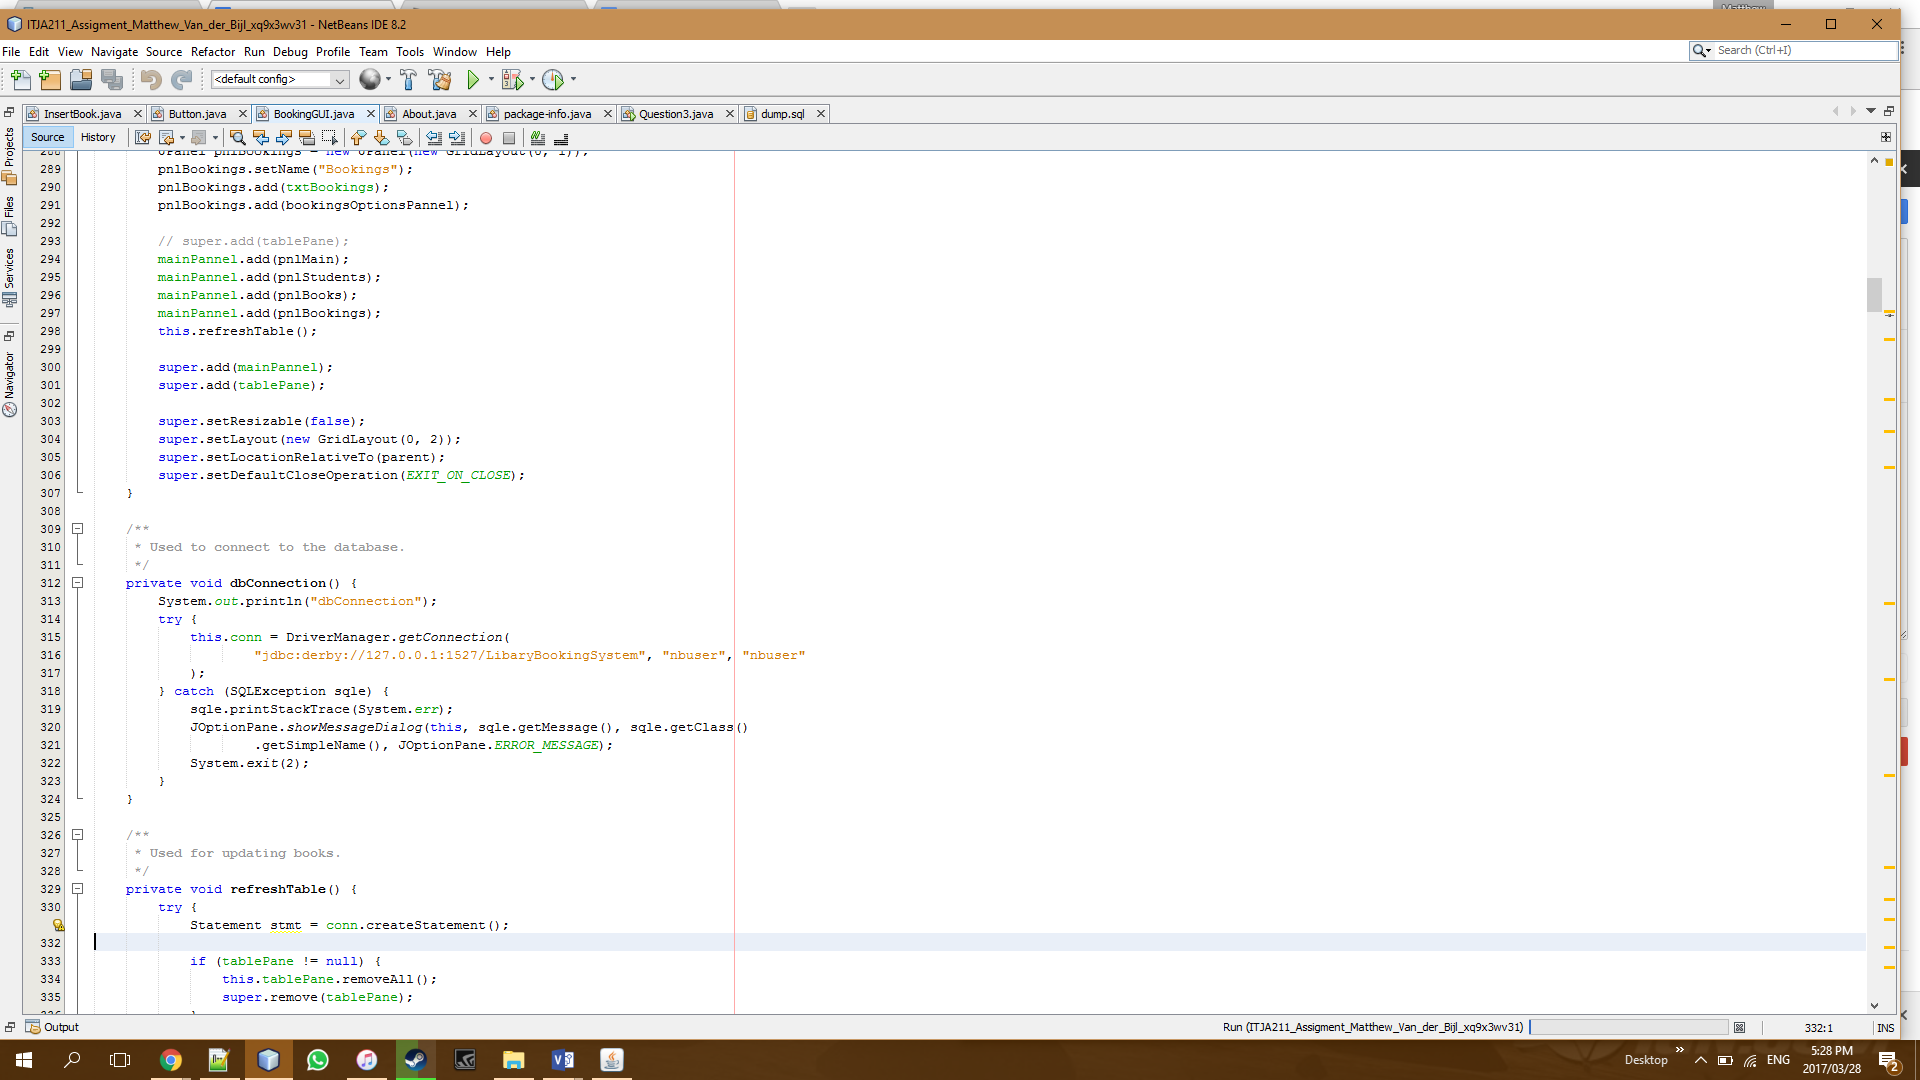 ITJA211_Assigment_Matthew_Van_der_Bijl_xq9x3wv31 - NetBeans IDE 8.2
File Edit View Navigate Source Refactor Run Debug Profile Team Tools Window Help
Search (Ctrl+I)
<default config>
InsertBook.java Button.java BookingGUI.java About.java package-info.java Question3.java dump.sql
Source History
Projects
Files
Services
Navigator
288 JPanel pnlBookings = new JPanel(new GridLayout(0, 1));
289 pnlBookings.setName("Bookings");
290 pnlBookings.add(txtBookings);
291 pnlBookings.add(bookingsOptionsPannel);
292
293 // super.add(tablePane);
294 mainPannel.add(pnlMain);
295 mainPannel.add(pnlStudents);
296 mainPannel.add(pnlBooks);
297 mainPannel.add(pnlBookings);
298 this.refreshTable();
299
300 super.add(mainPannel);
301 super.add(tablePane);
302
303 super.setResizable(false);
304 super.setLayout(new GridLayout(0, 2));
305 super.setLocationRelativeTo(parent);
306 super.setDefaultCloseOperation(EXIT_ON_CLOSE);
307 }
308
309 /**
310 * Used to connect to the database.
311 */
312 private void dbConnection() {
313 System.out.println("dbConnection");
314 try {
315 this.conn = DriverManager.getConnection(
316 "jdbc:derby://127.0.0.1:1527/LibaryBookingSystem", "nbuser", "nbuser"
317 );
318 } catch (SQLException sqle) {
319 sqle.printStackTrace(System.err);
320 JOptionPane.showMessageDialog(this, sqle.getMessage(), sqle.getClass()
321 .getSimpleName(), JOptionPane.ERROR_MESSAGE);
322 System.exit(2);
323 }
324 }
325
326 /**
327 * Used for updating books.
328 */
329 private void refreshTable() {
330 try {
Statement stmt = conn.createStatement();
332
333 if (tablePane != null) {
334 this.tablePane.removeAll();
335 super.remove(tablePane);
336 }
Output
Run (ITJA211_Assigment_Matthew_Van_der_Bijl_xq9x3wv31)
332:1 INS
Desktop
ENG
5:28 PM
2017/03/28
2